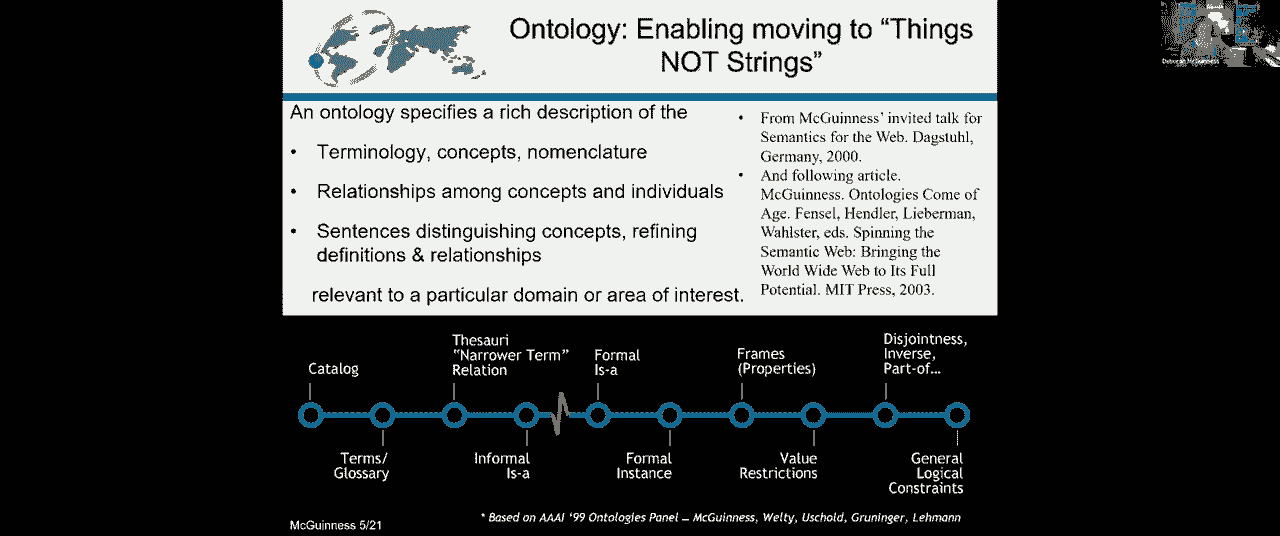 Ontology: Enabling moving to “Things
NOT Strings”
An ontology specifies a rich description of the
• Terminology, concepts, nomenclature
• Relationships among concepts and individuals
• Sentences distinguishing concepts, refining
definitions & relationships
relevant to a particular domain or area of interest.
• From McGuinness’ invited talk for
Semantics for the Web. Dagstuhl,
Germany, 2000.
• And following article.
McGuinness. Ontologies Come of
Age. Fensel, Hendler, Lieberman,
Wahlster, eds. Spinning the
Semantic Web: Bringing the
World Wide Web to Its Full
Potential. MIT Press, 2003.
Catalog
Terms/
Glossary
Thesauri
“Narrower Term”
Relation
Informal
Is-a
Formal
Is-a
Formal
Instance
Frames
(Properties)
Value
Restrictions
Disjointness,
Inverse,
Part-of…
General
Logical
Constraints
* Based on AAAI ‘99 Ontologies Panel – McGuinness, Welty, Uschold, Gruninger, Lehmann
McGuinness 5/21
Deborah McGuinness